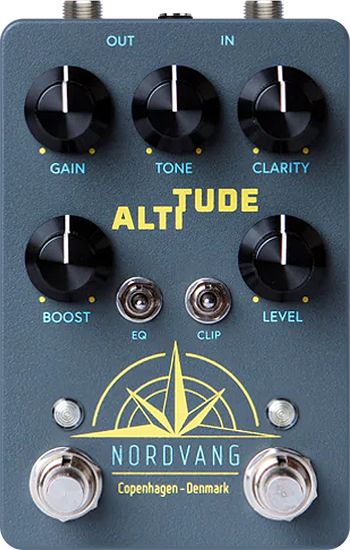 OUT IN
GAIN TONE CLARITY
ALTITUDE
BOOST LEVEL
EQ CLIP
NORDVANG
Copenhagen - Denmark